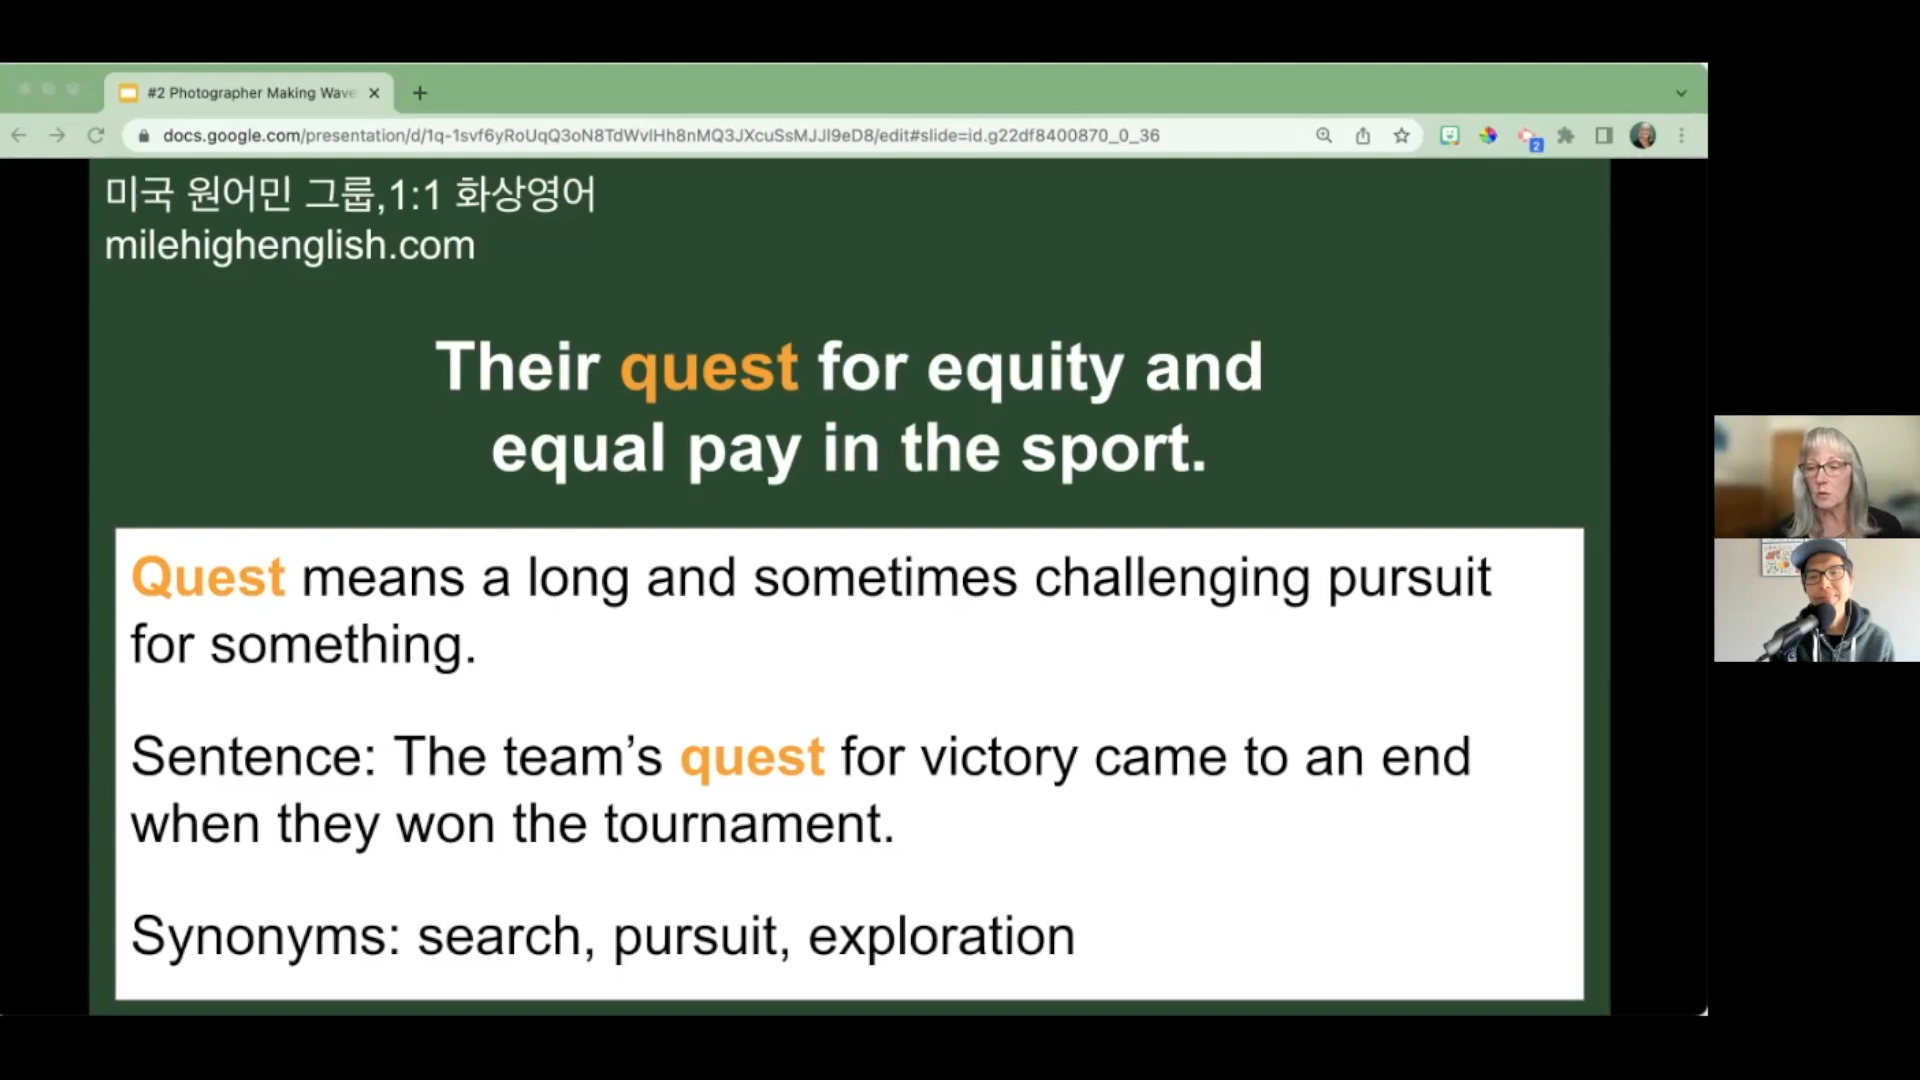 #2 Photographer Making Wave
docs.google.com/presentation/d/1q-1svf6yRoUqQ3oN8TdWvIHh8nMQ3JXcuSsMJJI9eD8/edit#slide=id.g22df8400870_0_36
2
미국 원어민 그룹,1:1 화상영어
milehighenglish.com
Their quest for equity and
equal pay in the sport.
Quest means a long and sometimes challenging pursuit
for something.
Sentence: The team’s quest for victory came to an end
when they won the tournament.
Synonyms: search, pursuit, exploration